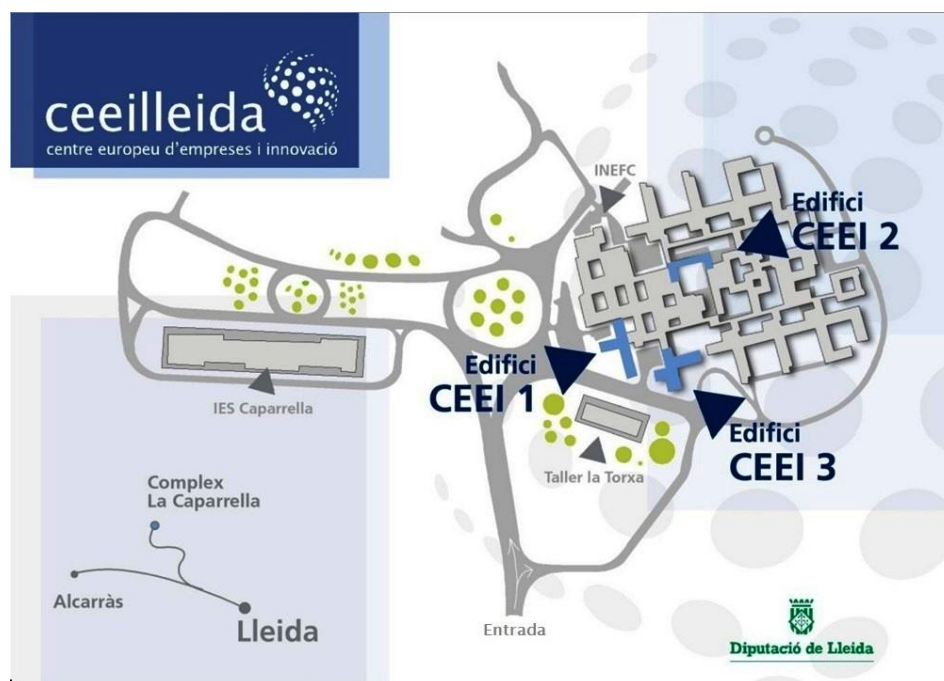 ceeilleida
centre europeu d'empreses i innovació
INEFC
Edifici
CEEI 2
Edifici
CEEI 1
IES Caparrella
Edifici
CEEI 3
Taller la Torxa
Complex
La Caparrella
Alcarràs
Lleida
Entrada
Diputació de Lleida